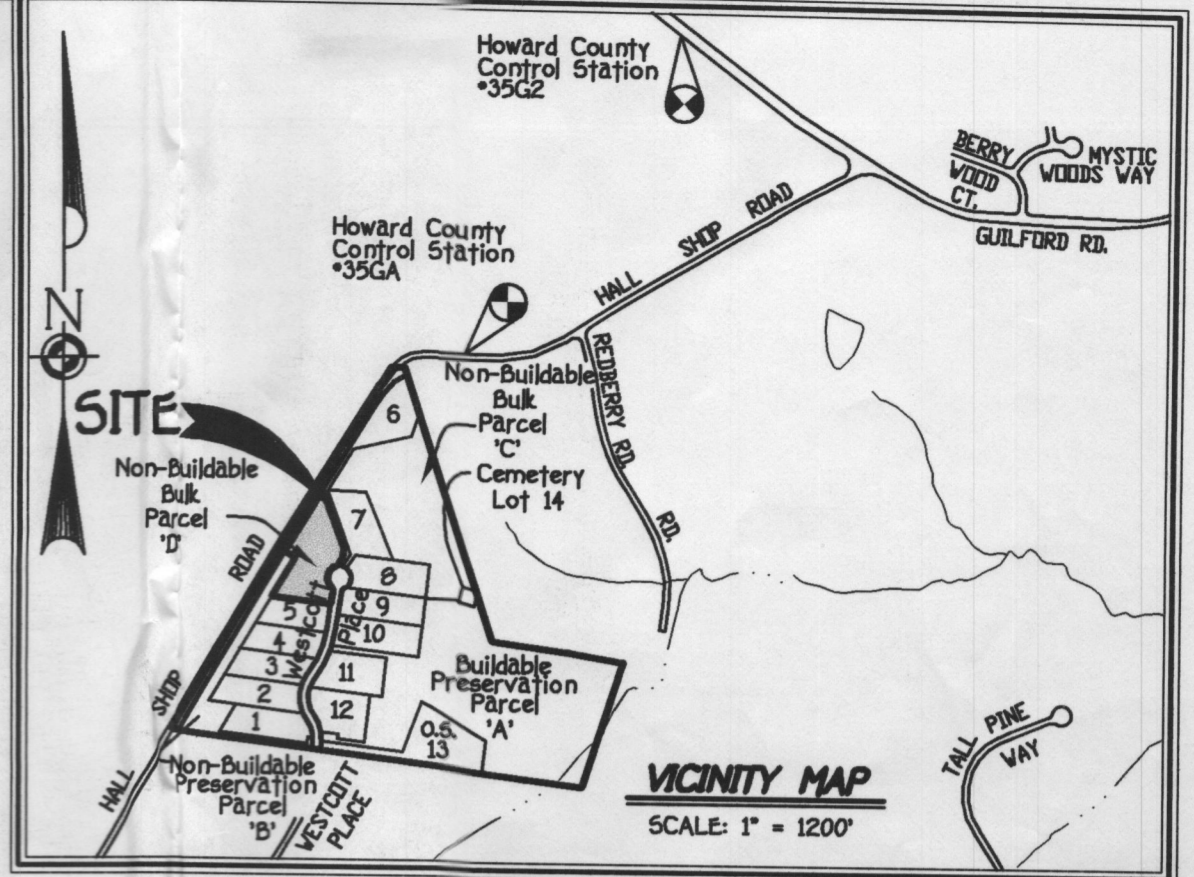 Howard County
Control Station
*35G2
BERRY
WOOD
CT.
MYSTIC
WOODS WAY
GUILFORD RD.
HALL SHOP ROAD
Howard County
Control Station
*35GA
N
REDBERRY RD.
RD.
SITE
Non-Buildable
Bulk
Parcel
'C'
Cemetery
Lot 14
Non-Buildable
Bulk
Parcel
'D'
6
7
8
9
10
11
12
5
4
3
2
1
Westcott Place
O.S.
13
Buildable
Preservation
Parcel
'A'
HALL SHOP ROAD
Non-Buildable
Preservation
Parcel
'B'
WESTCOTT
PLACE
TALL PINE
WAY
VICINITY MAP
SCALE: 1" = 1200'